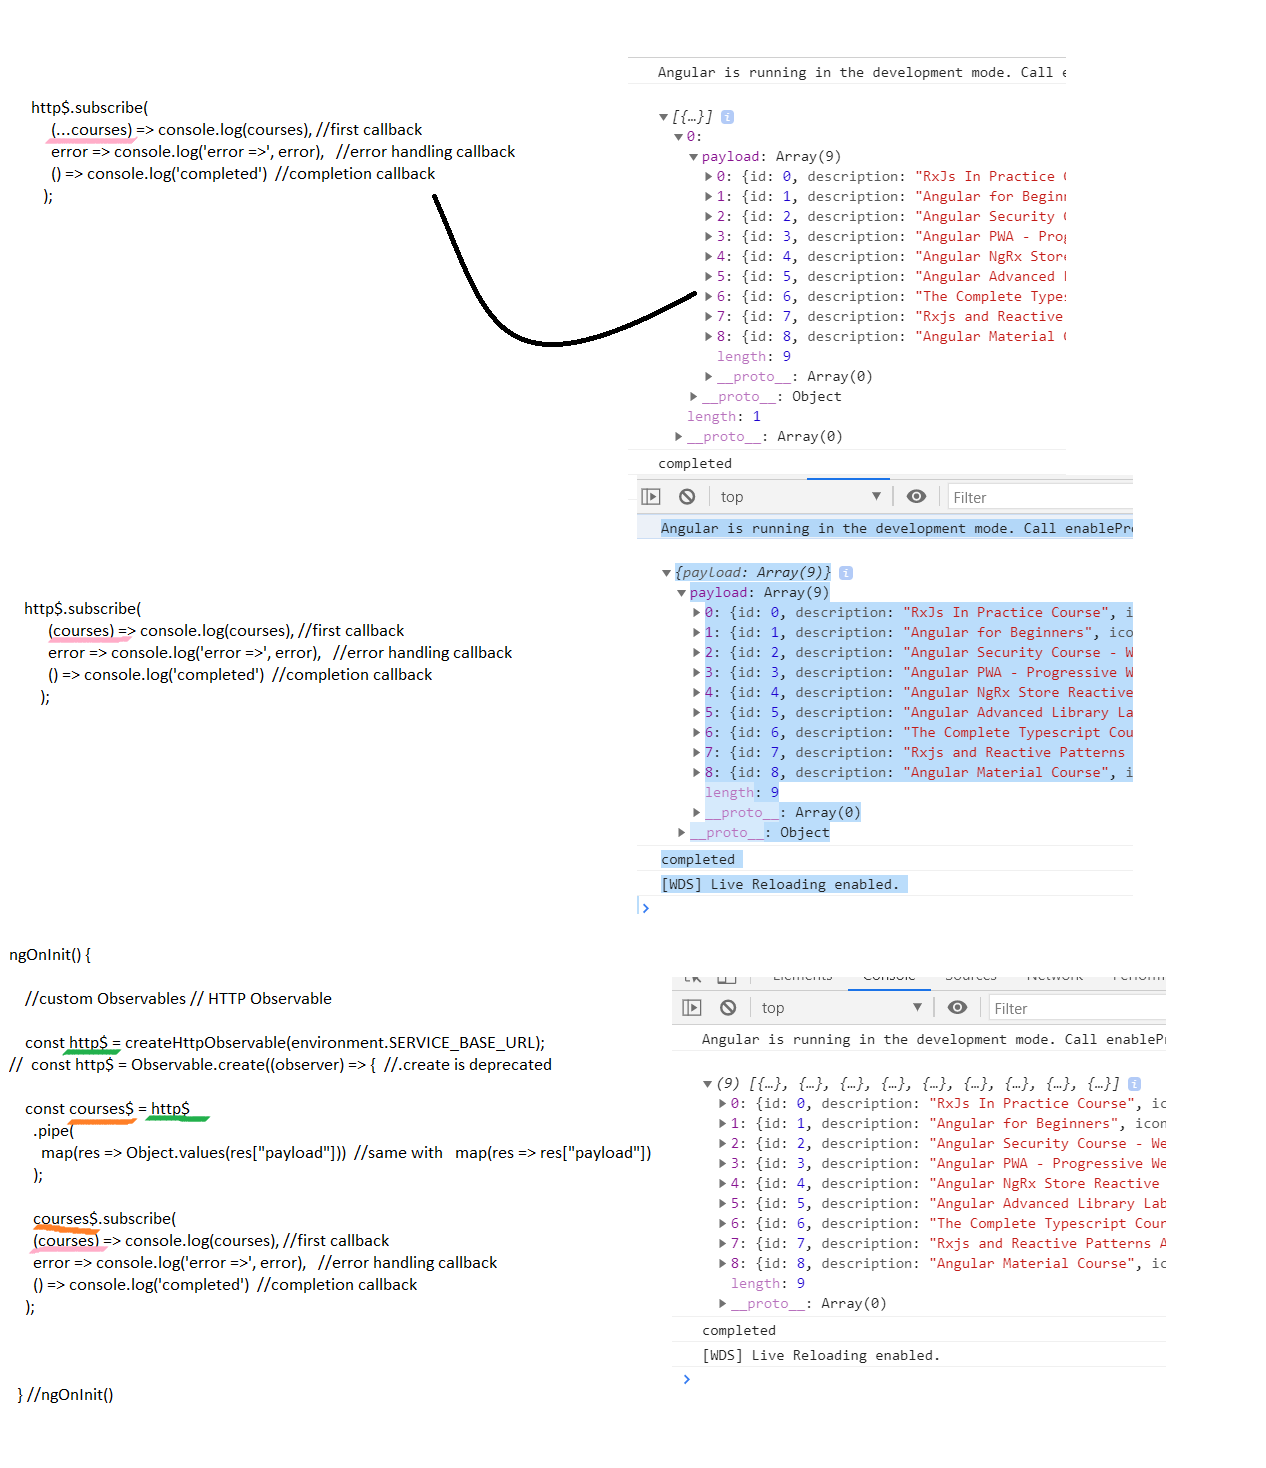 Angular is running in the development mode. Call e
http$.subscribe(
(...courses) => console.log(courses), //first callback
error => console.log('error =>', error),   //error handling callback
() => console.log('completed')  //completion callback
);
[{…}] i
0:
payload: Array(9)
0: {id: 0, description: "RxJs In Practice C
1: {id: 1, description: "Angular for Beginn
2: {id: 2, description: "Angular Security C
3: {id: 3, description: "Angular PWA - Prog
4: {id: 4, description: "Angular NgRx Store
5: {id: 5, description: "Angular Advanced L
6: {id: 6, description: "The Complete Types
7: {id: 7, description: "Rxjs and Reactive
8: {id: 8, description: "Angular Material C
length: 9
__proto__: Array(0)
__proto__: Object
length: 1
__proto__: Array(0)
completed
top
Filter
Angular is running in the development mode. Call enablePr
http$.subscribe(
(courses) => console.log(courses), //first callback
error => console.log('error =>', error),   //error handling callback
() => console.log('completed')  //completion callback
);
{payload: Array(9)} i
payload: Array(9)
0: {id: 0, description: "RxJs In Practice Course", i
1: {id: 1, description: "Angular for Beginners", ico
2: {id: 2, description: "Angular Security Course - W
3: {id: 3, description: "Angular PWA - Progressive W
4: {id: 4, description: "Angular NgRx Store Reactive
5: {id: 5, description: "Angular Advanced Library La
6: {id: 6, description: "The Complete Typescript Cou
7: {id: 7, description: "Rxjs and Reactive Patterns
8: {id: 8, description: "Angular Material Course", i
length: 9
__proto__: Array(0)
__proto__: Object
completed
[WDS] Live Reloading enabled.
ngOnInit() {
//custom Observables // HTTP Observable
const http$ = createHttpObservable(environment.SERVICE_BASE_URL);
//  const http$ = Observable.create((observer) => {  //.create is deprecated
const courses$ = http$
.pipe(
map(res => Object.values(res["payload"]))  //same with   map(res => res["payload"])
);
courses$.subscribe(
(courses) => console.log(courses), //first callback
error => console.log('error =>', error),   //error handling callback
() => console.log('completed')  //completion callback
);
} //ngOnInit()
Elements Console Sources Network Perform
top
Filter
Angular is running in the development mode. Call enableP
(9) [{…}, {…}, {…}, {…}, {…}, {…}, {…}, {…}, {…}] i
0: {id: 0, description: "RxJs In Practice Course", ic
1: {id: 1, description: "Angular for Beginners", icon
2: {id: 2, description: "Angular Security Course - We
3: {id: 3, description: "Angular PWA - Progressive We
4: {id: 4, description: "Angular NgRx Store Reactive
5: {id: 5, description: "Angular Advanced Library Lab
6: {id: 6, description: "The Complete Typescript Cour
7: {id: 7, description: "Rxjs and Reactive Patterns A
8: {id: 8, description: "Angular Material Course", ic
length: 9
__proto__: Array(0)
completed
[WDS] Live Reloading enabled.